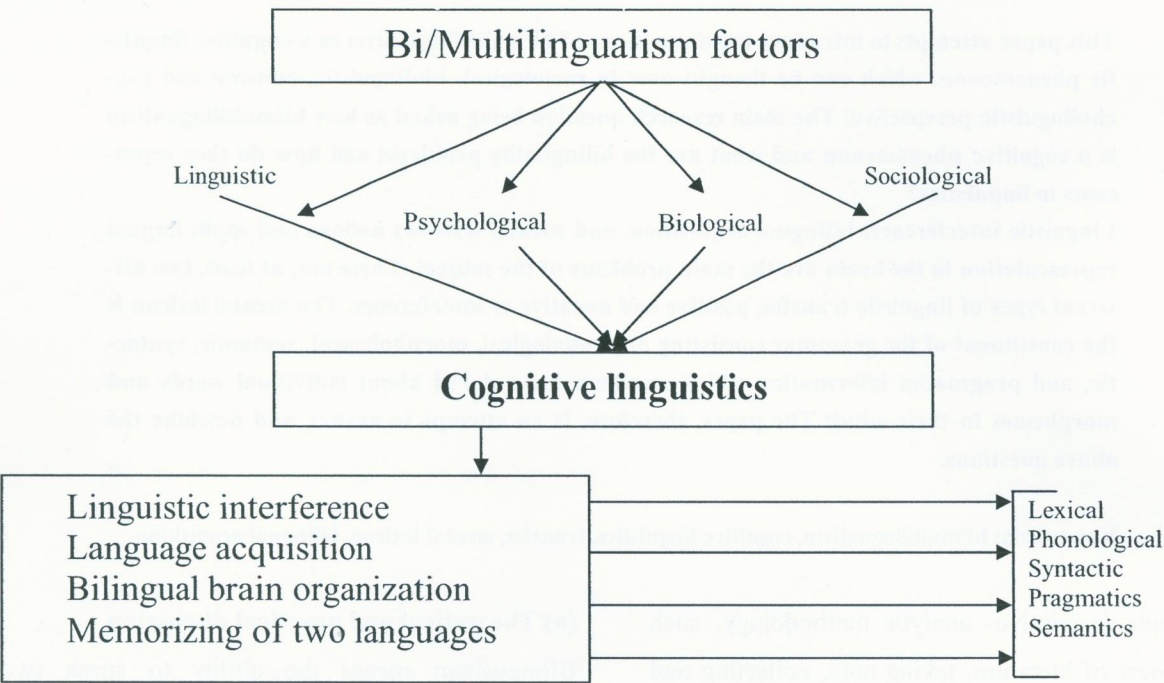 Bi/Multilingualism factors
Linguistic
Sociological
Psychological
Biological
Cognitive linguistics
Linguistic interference
Language acquisition
Bilingual brain organization
Memorizing of two languages
Lexical
Phonological
Syntactic
Pragmatics
Semantics